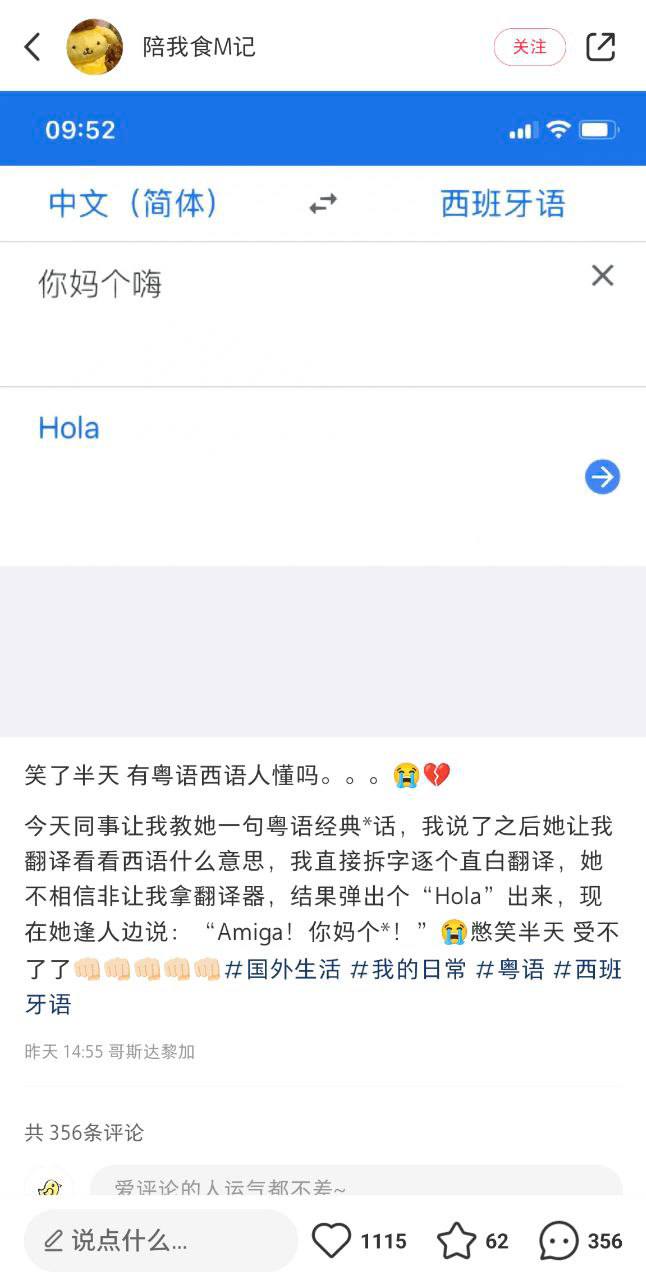 陪我食M记
关注
09:52
中文（简体）
西班牙语
你妈个嗨
Hola
笑了半天 有粤语西语人懂吗。。。😭💔
今天同事让我教她一句粤语经典*话，我说了之后她让我
翻译看看西语什么意思，我直接拆字逐个直白翻译，她
不相信非让我拿翻译器，结果弹出个“Hola”出来，现
在她逢人边说：“Amiga！你妈个*！”😭憋笑半天 受不
了了👊🏻👊🏻👊🏻👊🏻👊🏻#国外生活 #我的日常 #粤语 #西班
牙语
昨天 14:55 哥斯达黎加
共 356条评论
爱评论的人运气都不差~
说点什么...
1115
62
356